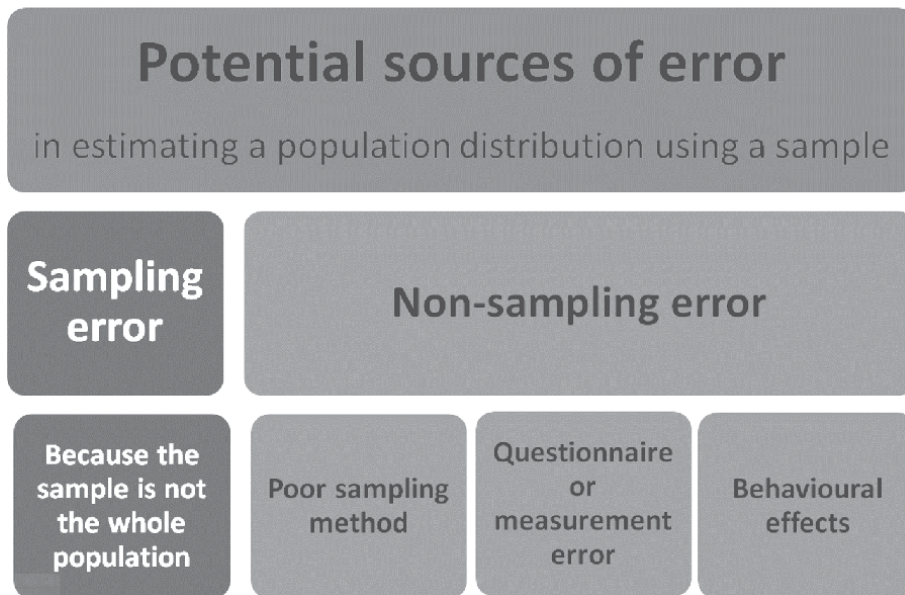 Potential sources of error
in estimating a population distribution using a sample
Sampling
error
Non-sampling error
Because the
sample is not
the whole
population
Poor sampling
method
Questionnaire
or
measurement
error
Behavioural
effects